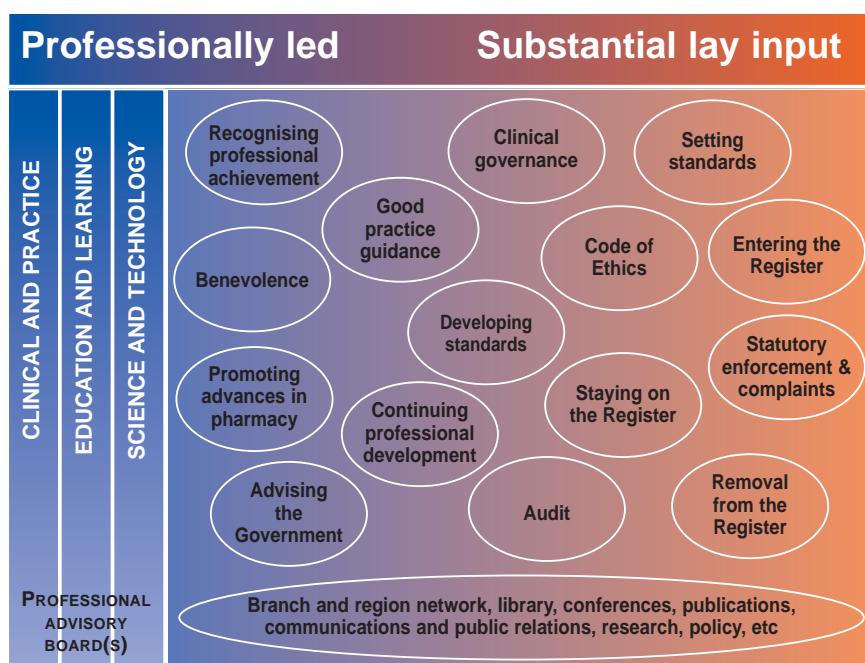 Professionally led
Substantial lay input
CLINICAL AND PRACTICE
EDUCATION AND LEARNING
SCIENCE AND TECHNOLOGY
PROFESSIONAL
ADVISORY
BOARD(S)
Recognising
professional
achievement
Clinical
governance
Setting
standards
Good
practice
guidance
Code of
Ethics
Entering the
Register
Benevolence
Developing
standards
Statutory
enforcement &
complaints
Promoting
advances in
pharmacy
Continuing
professional
development
Staying on
the Register
Advising
the
Government
Audit
Removal
from the
Register
Branch and region network, library, conferences, publications,
communications and public relations, research, policy, etc